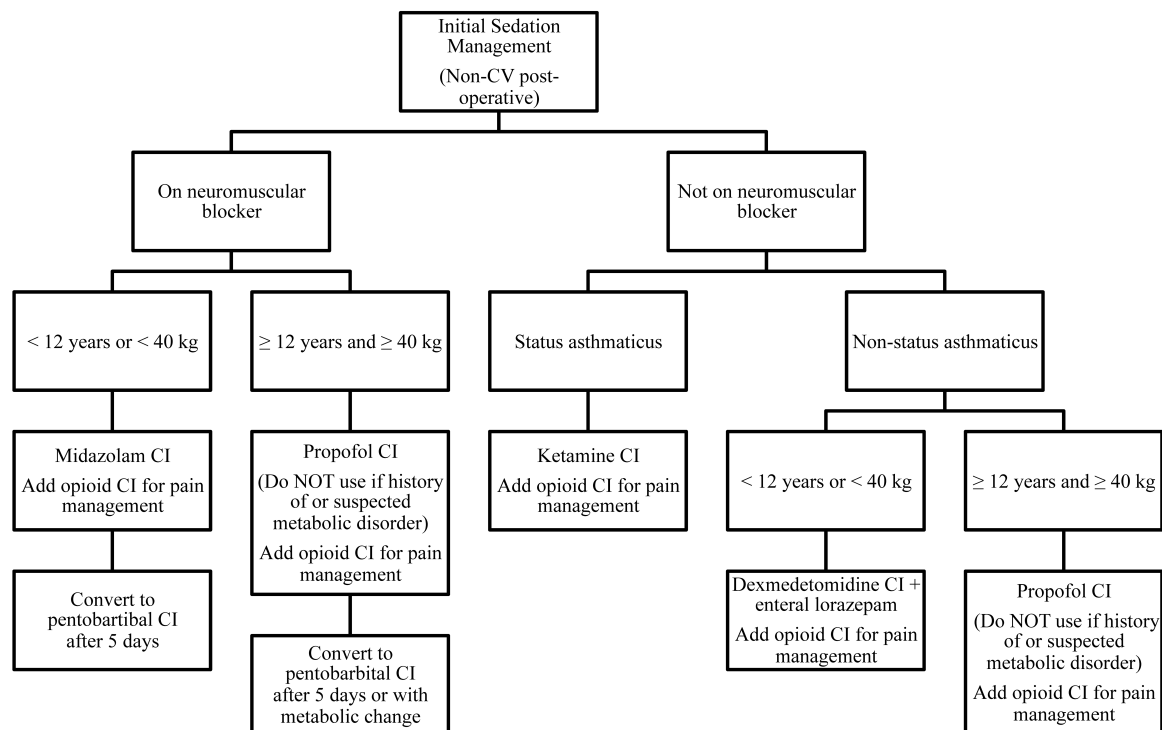 Initial Sedation
Management
(Non-CV post-
operative)
On neuromuscular
blocker
Not on neuromuscular
blocker
< 12 years or < 40 kg
≥ 12 years and ≥ 40 kg
Status asthmaticus
Non-status asthmaticus
Midazolam CI
Add opioid CI for pain
management
Propofol CI
(Do NOT use if history
of or suspected
metabolic disorder)
Add opioid CI for pain
management
Ketamine CI
Add opioid CI for pain
management
< 12 years or < 40 kg
≥ 12 years and ≥ 40 kg
Convert to
pentobartibal CI
after 5 days
Convert to
pentobarbital CI
after 5 days or with
metabolic change
Dexmedetomidine CI +
enteral lorazepam
Add opioid CI for pain
management
Propofol CI
(Do NOT use if history
of or suspected
metabolic disorder)
Add opioid CI for pain
management